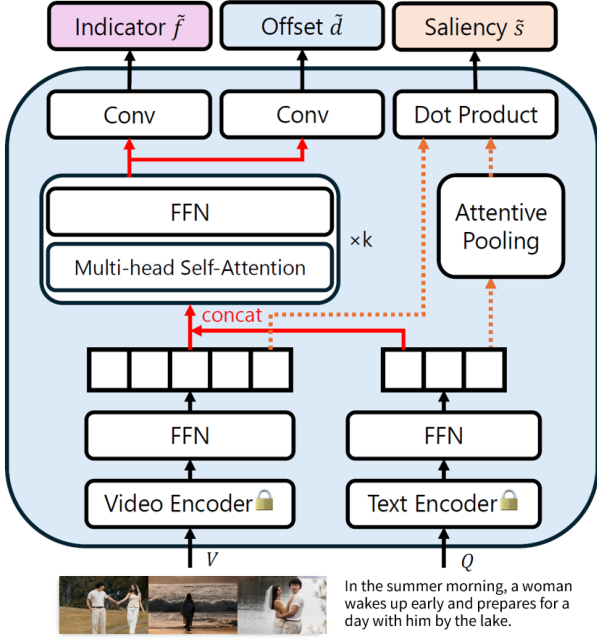 Indicator f̃
Offset d̃
Saliency s̃
Conv
Conv
Dot Product
FFN
Multi-head Self-Attention
×k
Attentive
Pooling
concat
FFN
FFN
Video Encoder
Text Encoder
V
Q
In the summer morning, a woman
wakes up early and prepares for a
day with him by the lake.